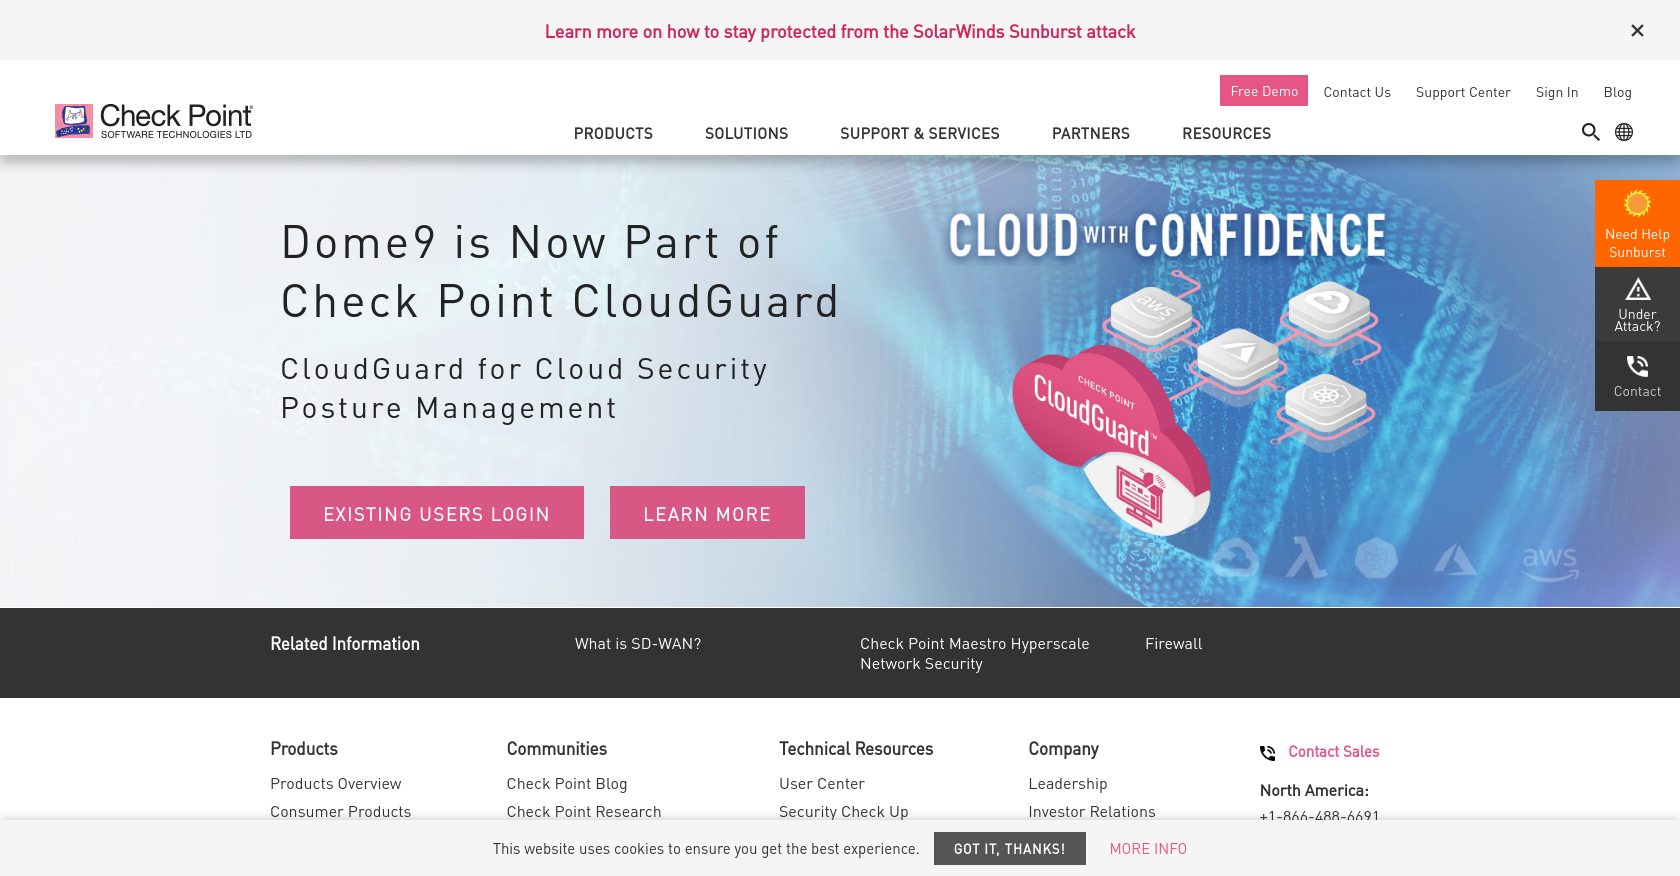 Learn more on how to stay protected from the SolarWinds Sunburst attack
Free Demo
Contact Us
Support Center
Sign In
Blog
Check Point
SOFTWARE TECHNOLOGIES LTD
PRODUCTS
SOLUTIONS
SUPPORT & SERVICES
PARTNERS
RESOURCES
Dome9 is Now Part of
Check Point CloudGuard
CloudGuard for Cloud Security
Posture Management
EXISTING USERS LOGIN
LEARN MORE
CLOUD WITH CONFIDENCE
aws
CHECK POINT
CloudGuard™
aws
Need Help
Sunburst
Under
Attack?
Contact
Related Information
What is SD-WAN?
Check Point Maestro Hyperscale
Network Security
Firewall
Products
Products Overview
Consumer Products
Communities
Check Point Blog
Check Point Research
Technical Resources
User Center
Security Check Up
Company
Leadership
Investor Relations
Contact Sales
North America:
+1-866-488-6691
This website uses cookies to ensure you get the best experience.
GOT IT, THANKS!
MORE INFO